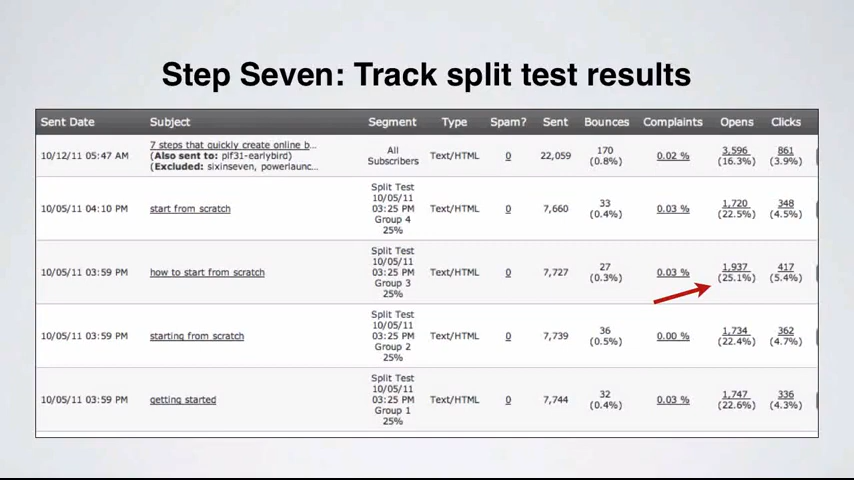 Step Seven: Track split test results
Sent Date Subject Segment Type Spam? Sent Bounces Complaints Opens Clicks
10/12/11 05:47 AM 7 steps that quickly create online b... (Also sent to: plf31-earlybird) (Excluded: sixinseven, powerlaunc... All Subscribers Text/HTML 0 22,059 170 (0.8%) 0.02 % 3,596 (16.3%) 861 (3.9%)
10/05/11 04:10 PM start from scratch Split Test 10/05/11 03:25 PM Group 4 25% Text/HTML 0 7,660 33 (0.4%) 0.03 % 1,720 (22.5%) 348 (4.5%)
10/05/11 03:59 PM how to start from scratch Split Test 10/05/11 03:25 PM Group 3 25% Text/HTML 0 7,727 27 (0.3%) 0.03 % 1,937 (25.1%) 417 (5.4%)
10/05/11 03:59 PM starting from scratch Split Test 10/05/11 03:25 PM Group 2 25% Text/HTML 0 7,739 36 (0.5%) 0.00 % 1,734 (22.4%) 362 (4.7%)
10/05/11 03:59 PM getting started Split Test 10/05/11 03:25 PM Group 1 25% Text/HTML 0 7,744 32 (0.4%) 0.03 % 1,747 (22.6%) 336 (4.3%)